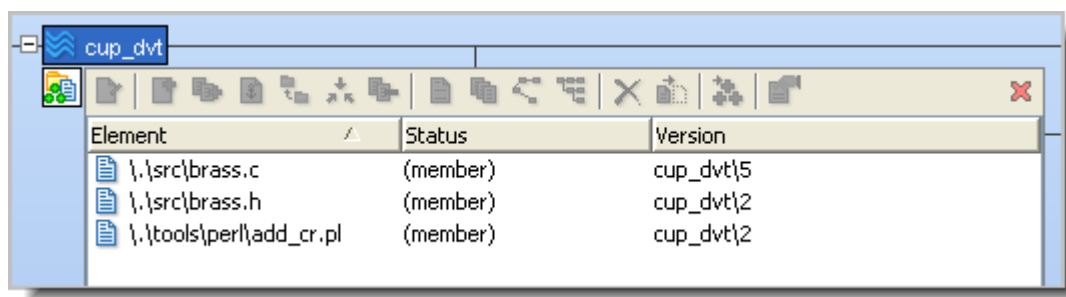 cup_dvt
Element Status Version
\.\src\brass.c (member) cup_dvt\5
\.\src\brass.h (member) cup_dvt\2
\.\tools\perl\add_cr.pl (member) cup_dvt\2